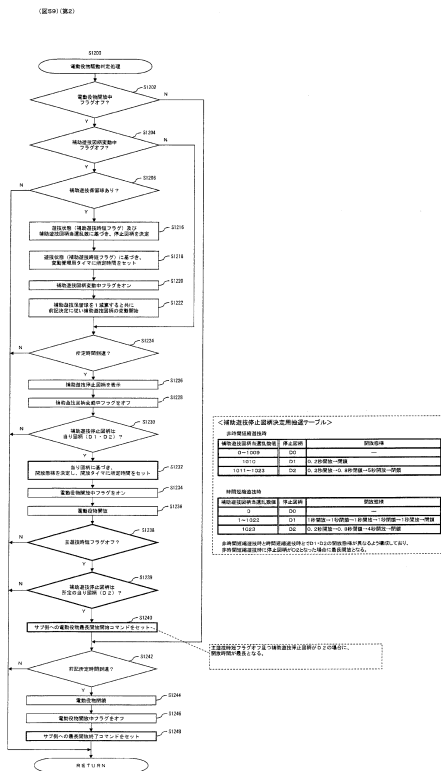 (図59)(第2)
S1203
電動役物駆動判定処理
S1202
電動役物開放中
フラグオフ？
N
Y
S1204
補助遊技図柄変動中
フラグオフ？
N
Y
S1206
補助遊技保留球あり？
N
Y
S1216
遊技状態（補助遊技時短フラグ）及び
補助遊技図柄当選乱数に基づき、停止図柄を決定
S1218
遊技状態（補助遊技時短フラグ）に基づき、
変動管理用タイマに所定時間をセット
S1220
補助遊技図柄変動中フラグをオン
S1222
補助遊技保留球を１減算すると共に
前記決定に従い補助遊技図柄の変動開始
S1224
所定時間到達？
N
Y
S1226
補助遊技停止図柄を表示
S1228
補助遊技図柄変動中フラグをオフ
S1230
補助遊技停止図柄は
当り図柄（D1・D2）？
N
Y
S1232
当り図柄に基づき、
開放態様を決定し、開放タイマに所定時間をセット
S1234
電動役物開放中フラグをオン
S1236
電動役物開放
S1238
主遊技時短フラグオフ？
N
Y
S1239
補助遊技停止図柄は
所定の当り図柄（D2）？
N
Y
S1240
サブ側への電動役物最長開放開始コマンドをセット
主遊技時短フラグオフ且つ補助遊技停止図柄がD2の場合に、
開放時間が最長となる。
S1242
前記所定時間到達？
N
Y
S1244
電動役物閉鎖
S1246
電動役物開放中フラグをオフ
S1248
サブ側への最長開放終了コマンドをセット
RETURN
＜補助遊技停止図柄決定用抽選テーブル＞
非時間短縮遊技時
補助遊技図柄当選乱数値 停止図柄 開放態様
0～1009 D0 ―
1010 D1 0.2秒開放→閉鎖
1011～1023 D2 0.2秒開放→0.8秒閉鎖→5秒開放→閉鎖
時間短縮遊技時
補助遊技図柄当選乱数値 停止図柄 開放態様
0 D0 ―
1～1022 D1 1秒開放→1秒閉鎖→1秒開放→1秒閉鎖→1秒開放→閉鎖
1023 D2 0.2秒開放→0.8秒閉鎖→4秒開放→閉鎖
非時間短縮遊技時と時間短縮遊技時とでD1・D2の開放態様が異なるよう構成しており、
非時間短縮遊技時に停止図柄がD2となった場合に最長開放となる。